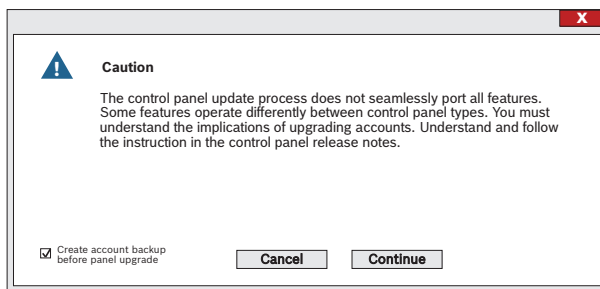 X
Caution
The control panel update process does not seamlessly port all features.
Some features operate differently between control panel types. You must
understand the implications of upgrading accounts. Understand and follow
the instruction in the control panel release notes.
Create account backup
before panel upgrade
Cancel
Continue